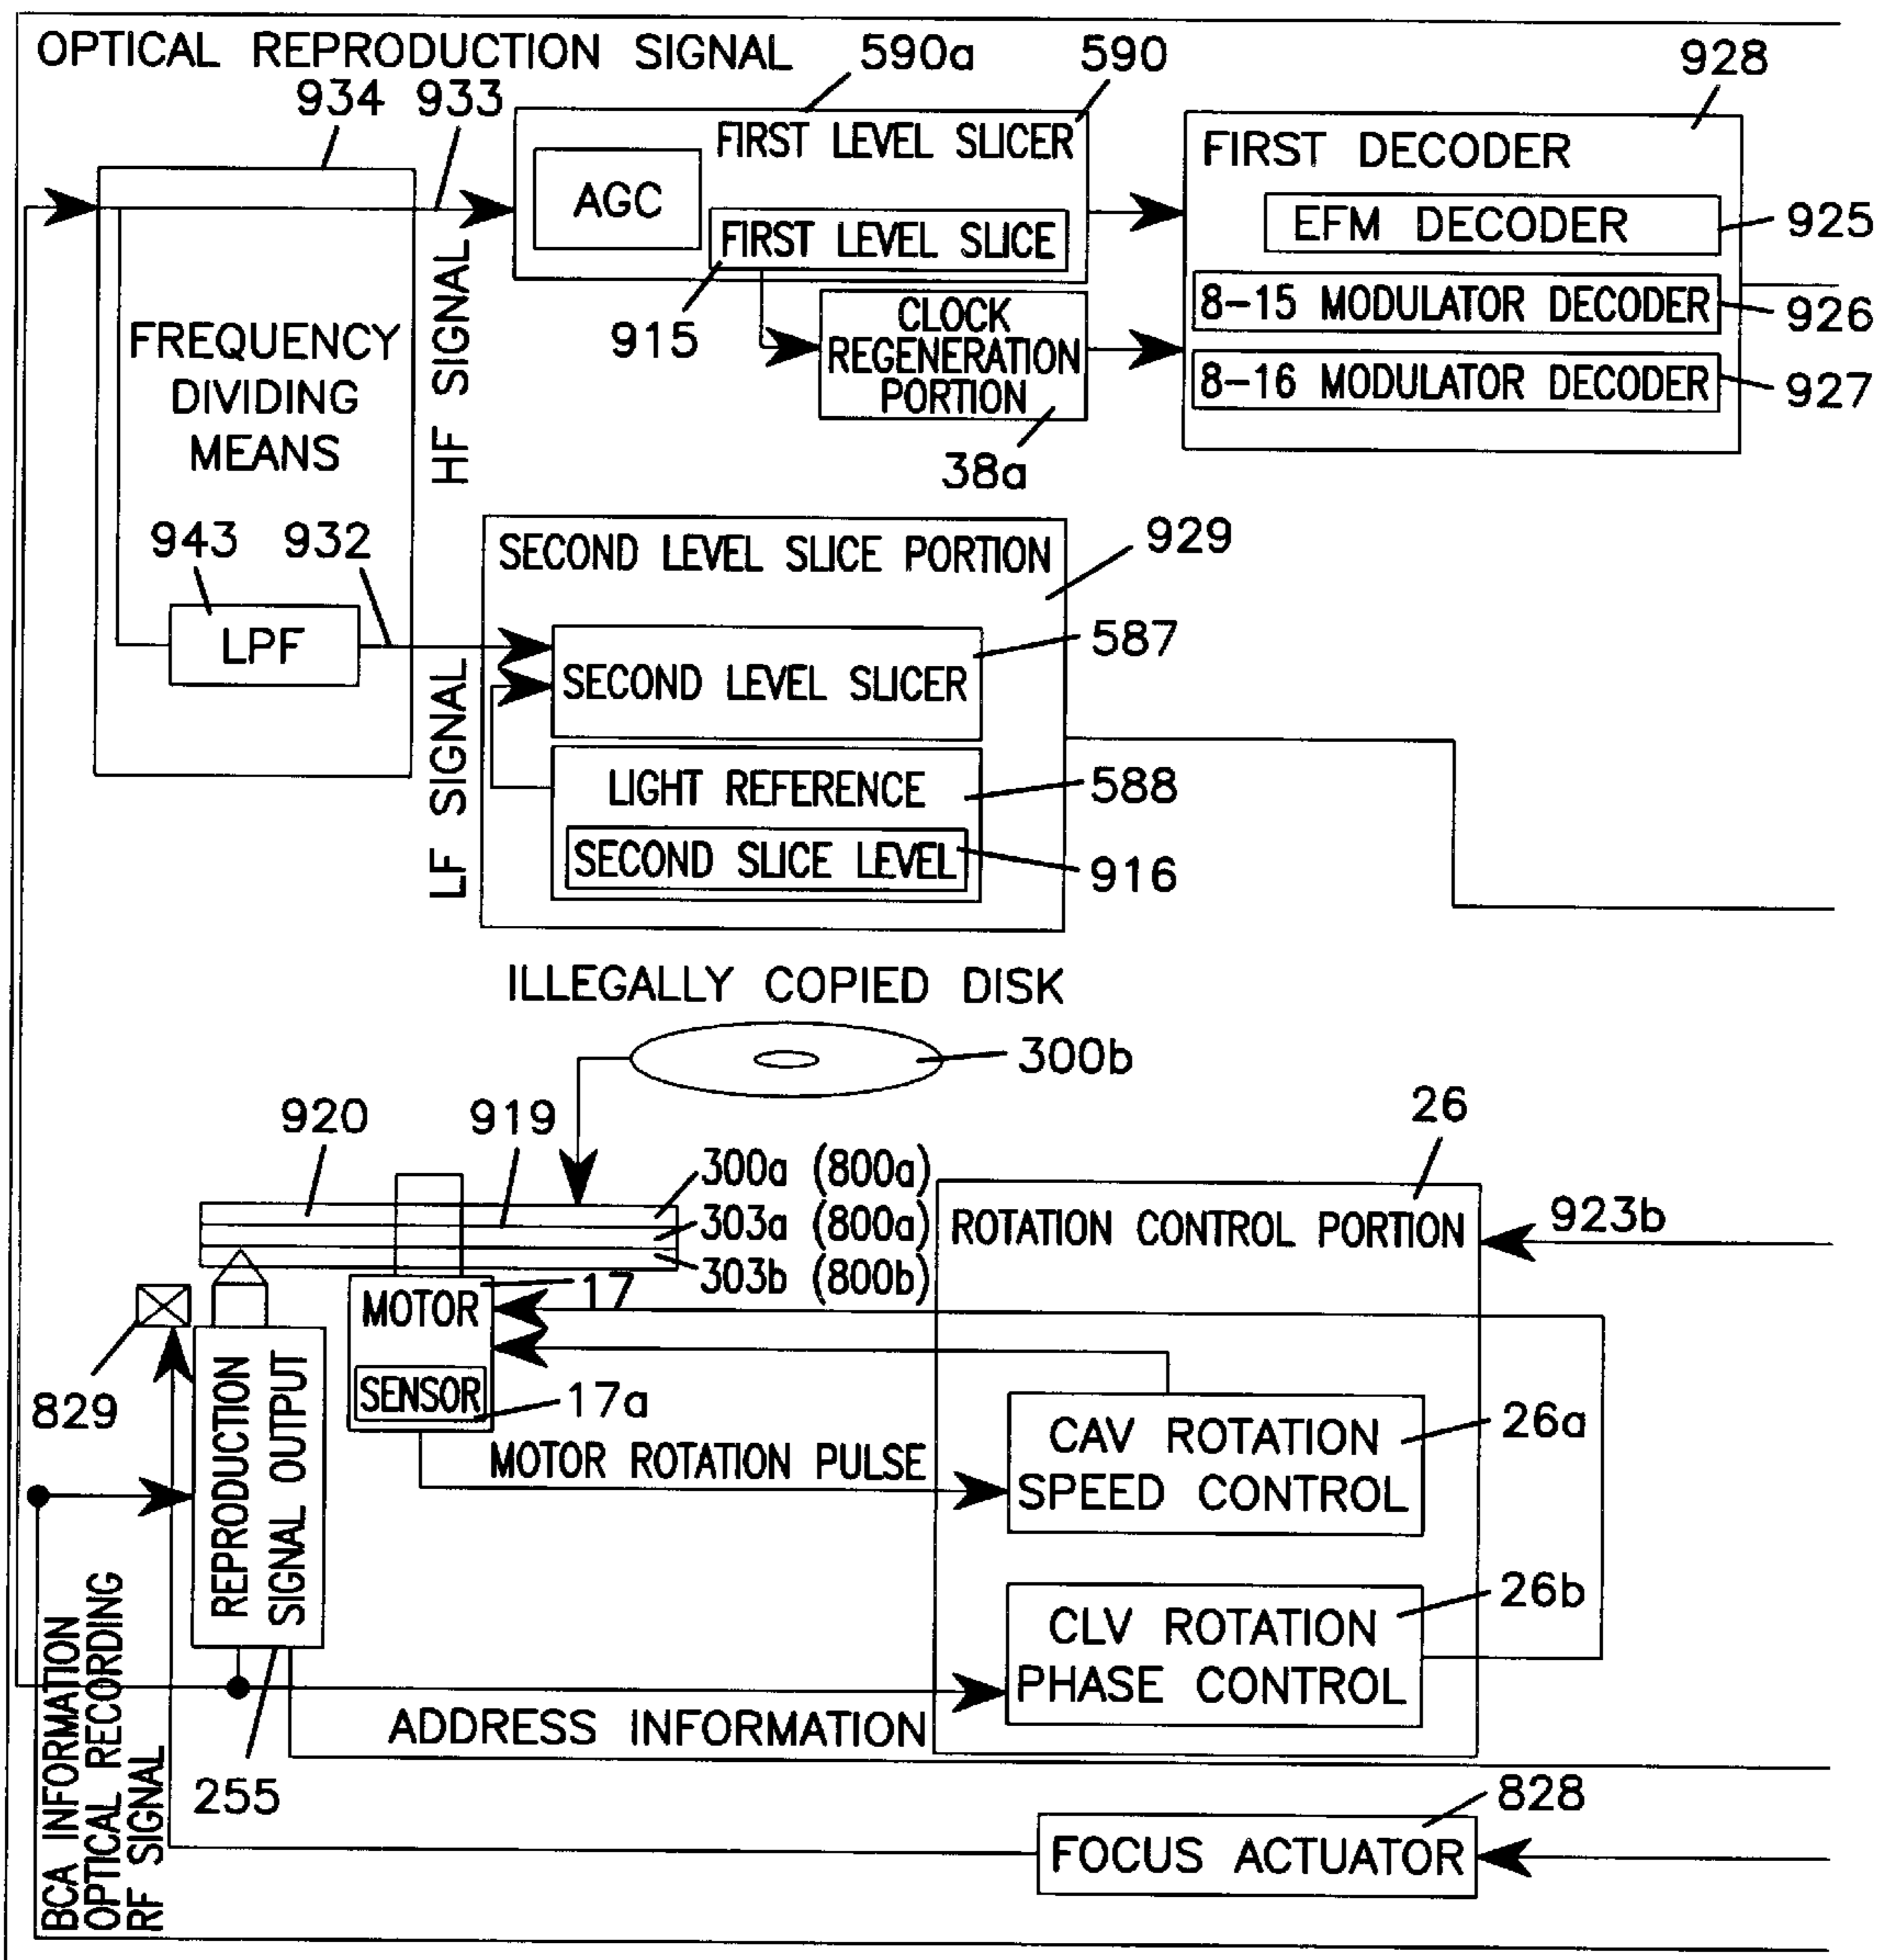 OPTICAL REPRODUCTION SIGNAL
590a
590
928
934
933
FIRST LEVEL SLICER
AGC
FIRST LEVEL SLICE
915
HF SIGNAL
FIRST DECODER
EFM DECODER
925
8-15 MODULATOR DECODER
926
8-16 MODULATOR DECODER
927
CLOCK
REGENERATION
PORTION
38a
FREQUENCY
DIVIDING
MEANS
943
932
LPF
LF SIGNAL
SECOND LEVEL SLICE PORTION
929
SECOND LEVEL SLICER
587
LIGHT REFERENCE
588
SECOND SLICE LEVEL
916
ILLEGALLY COPIED DISK
300b
920
919
300a (800a)
303a (800a)
303b (800b)
26
ROTATION CONTROL PORTION
923b
829
MOTOR
17
SENSOR
17a
MOTOR ROTATION PULSE
CAV ROTATION
SPEED CONTROL
26a
REPRODUCTION
SIGNAL OUTPUT
CLV ROTATION
PHASE CONTROL
26b
ADDRESS INFORMATION
255
BCA INFORMATION
OPTICAL RECORDING
RF SIGNAL
828
FOCUS ACTUATOR